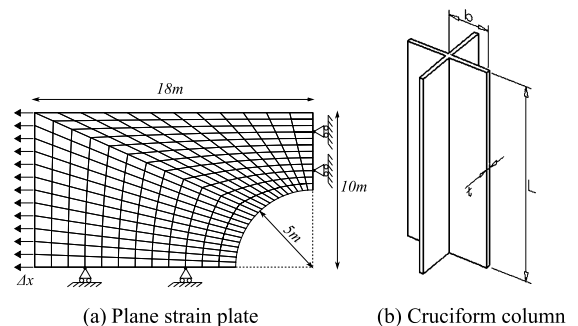 b
18m
10m
5m
L
t
Δx
(a) Plane strain plate
(b) Cruciform column